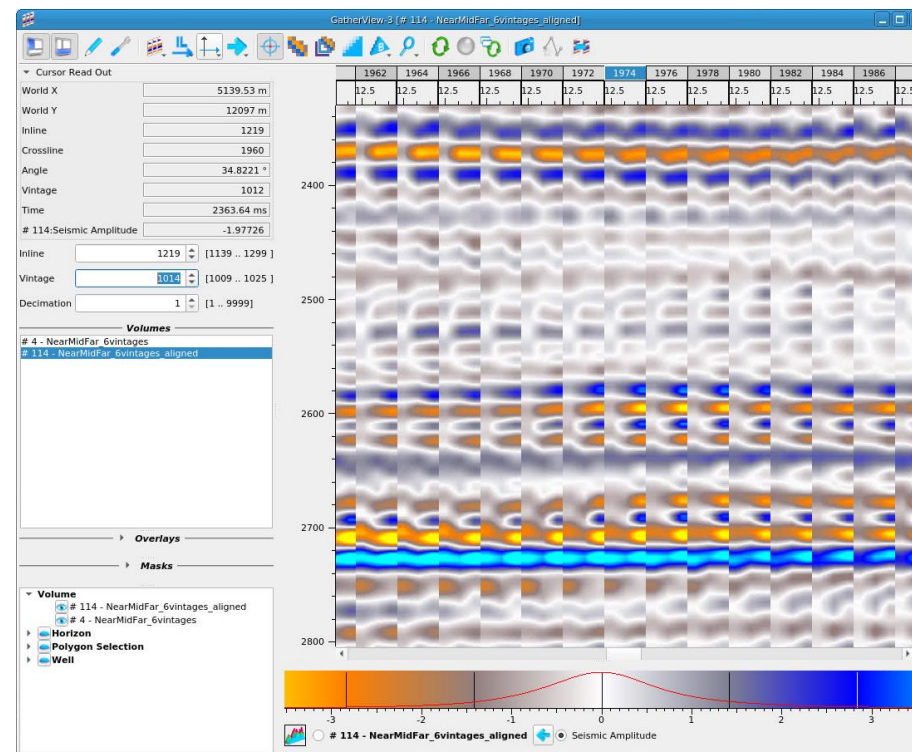 GatherView-3 [# 114 - NearMidFar_6vintages_aligned]
Cursor Read Out
World X 5139.53 m
World Y 12097 m
Inline 1219
Crossline 1960
Angle 34.8221 °
Vintage 1012
Time 2363.64 ms
# 114:Seismic Amplitude -1.97726
Inline 1219 [1139 .. 1299 ]
Vintage 1014 [1009 .. 1025 ]
Decimation 1 [1 .. 9999]
Volumes
# 4 - NearMidFar_6vintages
# 114 - NearMidFar_6vintages_aligned
Overlays
Masks
Volume
# 114 - NearMidFar_6vintages_aligned
# 4 - NearMidFar_6vintages
Horizon
Polygon Selection
Well
1962 1964 1966 1968 1970 1972 1974 1976 1978 1980 1982 1984 1986
12.5 12.5 12.5 12.5 12.5 12.5 12.5 12.5 12.5 12.5 12.5 12.5 12.5 12.5
2400
2500
2600
2700
2800
-3 -2 -1 0 1 2 3
# 114 - NearMidFar_6vintages_aligned Seismic Amplitude